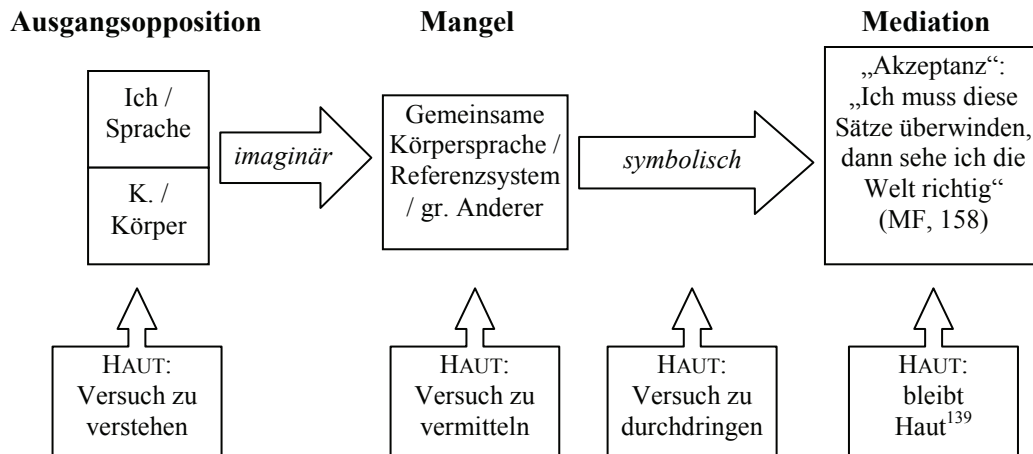 Ausgangsopposition
Mangel
Mediation
Ich /
Sprache
K. /
Körper
imaginär
Gemeinsame
Körpersprache /
Referenzsystem
/ gr. Anderer
symbolisch
„Akzeptanz“:
„Ich muss diese
Sätze überwinden,
dann sehe ich die
Welt richtig“
(MF, 158)
HAUT:
Versuch zu
verstehen
HAUT:
Versuch zu
vermitteln
HAUT:
Versuch zu
durchdringen
HAUT:
bleibt
Haut139